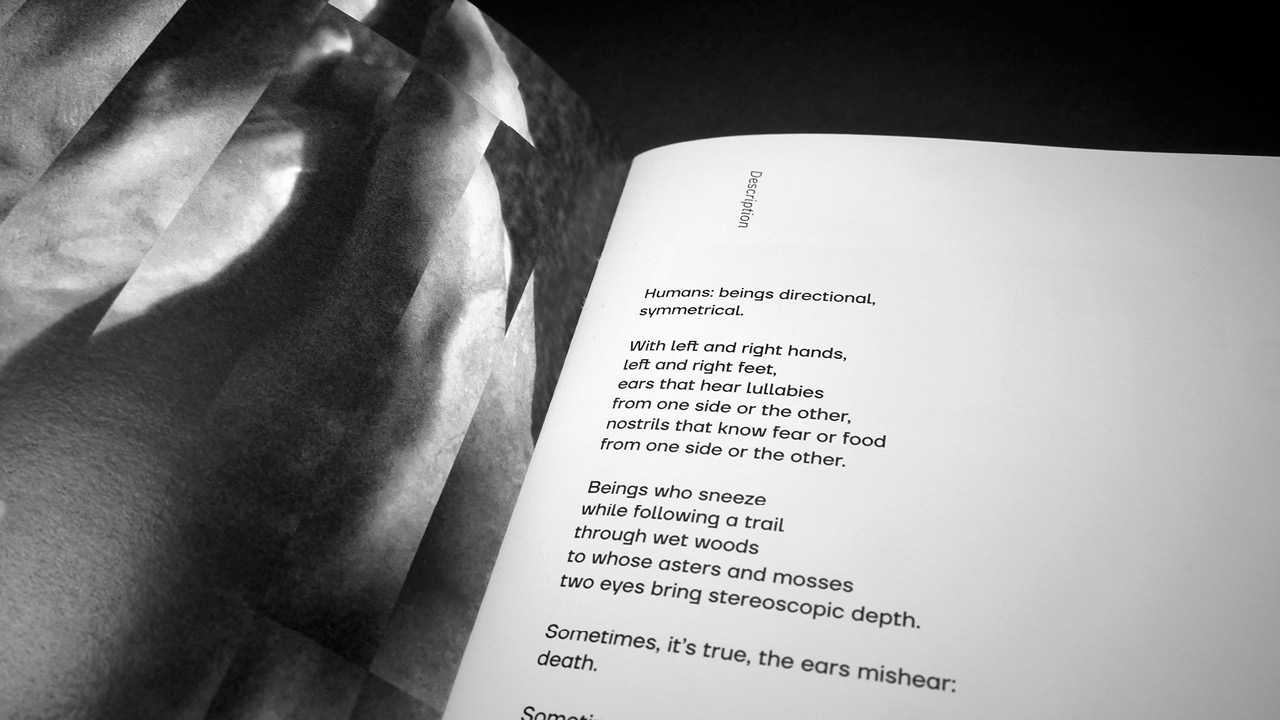 Description
Humans: beings directional,
symmetrical.
With left and right hands,
left and right feet,
ears that hear lullabies
from one side or the other,
nostrils that know fear or food
from one side or the other.
Beings who sneeze
while following a trail
through wet woods
to whose asters and mosses
two eyes bring stereoscopic depth.
Sometimes, it’s true, the ears mishear:
death.